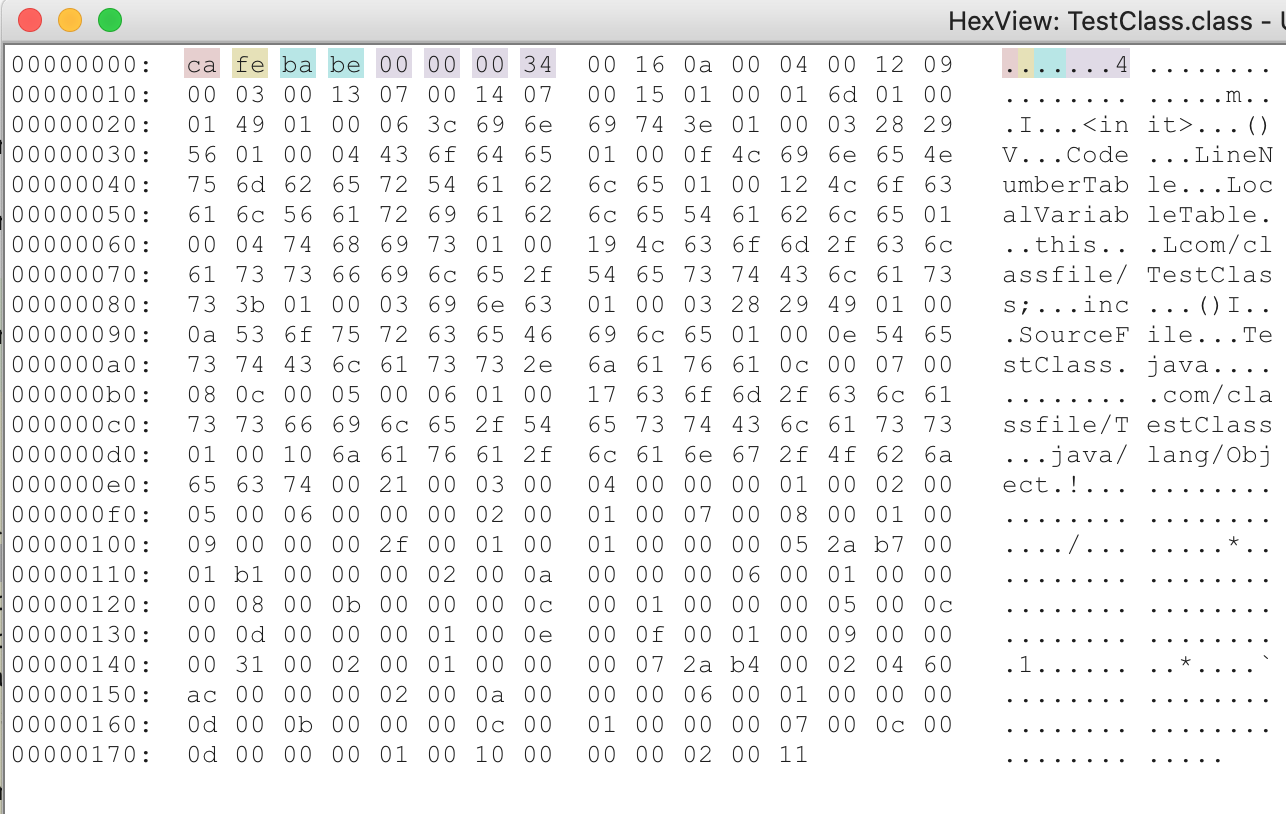 HexView: TestClass.class -
00000000: ca fe ba be 00 00 00 34 00 16 0a 00 04 00 12 09 .......4 ........
00000010: 00 03 00 13 07 00 14 07 00 15 01 00 01 6d 01 00 ........ .....m..
00000020: 01 49 01 00 06 3c 69 6e 69 74 3e 01 00 03 28 29 .I...<in it>...()
00000030: 56 01 00 04 43 6f 64 65 01 00 0f 4c 69 6e 65 4e V...Code ...LineN
00000040: 75 6d 62 65 72 54 61 62 6c 65 01 00 12 4c 6f 63 umberTab le...Loc
00000050: 61 6c 56 61 72 69 61 62 6c 65 54 61 62 6c 65 01 alVariab leTable.
00000060: 00 04 74 68 69 73 01 00 19 4c 63 6f 6d 2f 63 6c ..this.. .Lcom/cl
00000070: 61 73 73 66 69 6c 65 2f 54 65 73 74 43 6c 61 73 assfile/ TestClas
00000080: 73 3b 01 00 03 69 6e 63 01 00 03 28 29 49 01 00 s;...inc ...()I..
00000090: 0a 53 6f 75 72 63 65 46 69 6c 65 01 00 0e 54 65 .SourceF ile...Te
000000a0: 73 74 43 6c 61 73 73 2e 6a 61 76 61 0c 00 07 00 stClass. java....
000000b0: 08 0c 00 05 00 06 01 00 17 63 6f 6d 2f 63 6c 61 ........ .com/cla
000000c0: 73 73 66 69 6c 65 2f 54 65 73 74 43 6c 61 73 73 ssfile/T estClass
000000d0: 01 00 10 6a 61 76 61 2f 6c 61 6e 67 2f 4f 62 6a ...java/ lang/Obj
000000e0: 65 63 74 00 21 00 03 00 04 00 00 00 01 00 02 00 ect.!... ........
000000f0: 05 00 06 00 00 00 02 00 01 00 07 00 08 00 01 00 ........ ........
00000100: 09 00 00 00 2f 00 01 00 01 00 00 00 05 2a b7 00 ..../... .....*..
00000110: 01 b1 00 00 00 02 00 0a 00 00 00 06 00 01 00 00 ........ ........
00000120: 00 08 00 0b 00 00 00 0c 00 01 00 00 00 05 00 0c ........ ........
00000130: 00 0d 00 00 00 01 00 0e 00 0f 00 01 00 09 00 00 ........ ........
00000140: 00 31 00 02 00 01 00 00 00 07 2a b4 00 02 04 60 .1...... ..*....`
00000150: ac 00 00 00 02 00 0a 00 00 00 06 00 01 00 00 00 ........ ........
00000160: 0d 00 0b 00 00 00 0c 00 01 00 00 00 07 00 0c 00 ........ ........
00000170: 0d 00 00 00 01 00 10 00 00 00 02 00 11 ........ .....